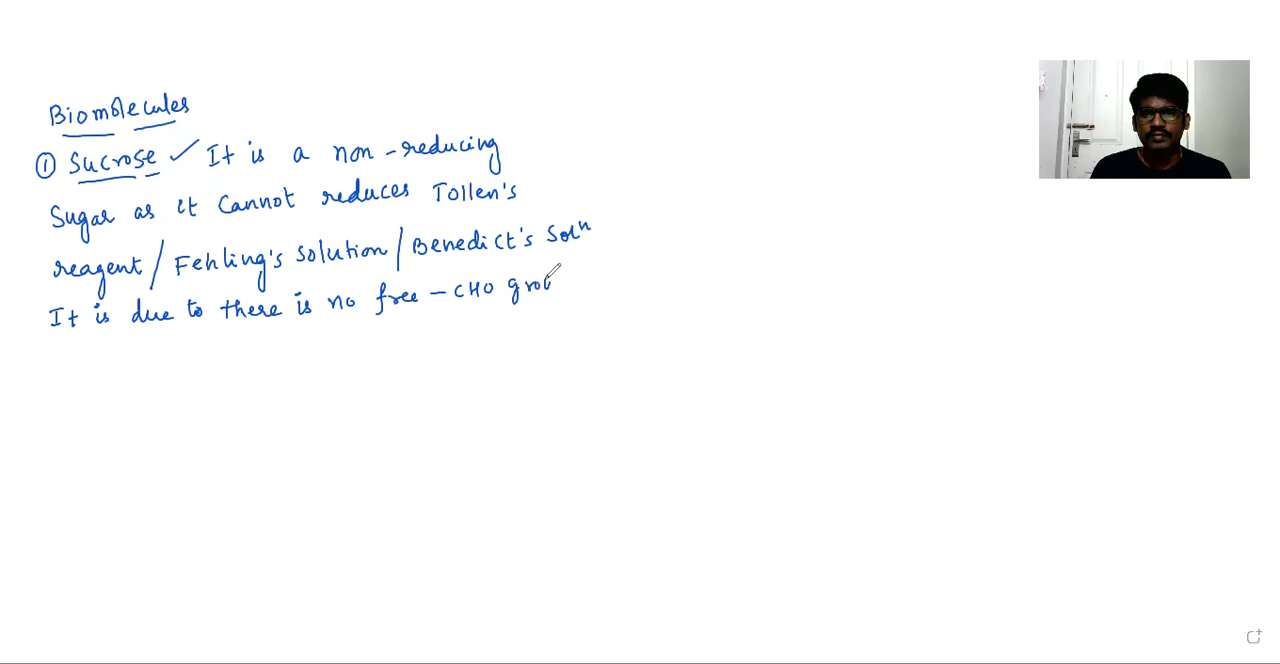 Biomolecules
① Sucrose ✓ It is a non-reducing
Sugar as it cannot reduces Tollen's
reagent / Fehling's solution / Benedict's Solⁿ
It is due to there is no free - CHO grou